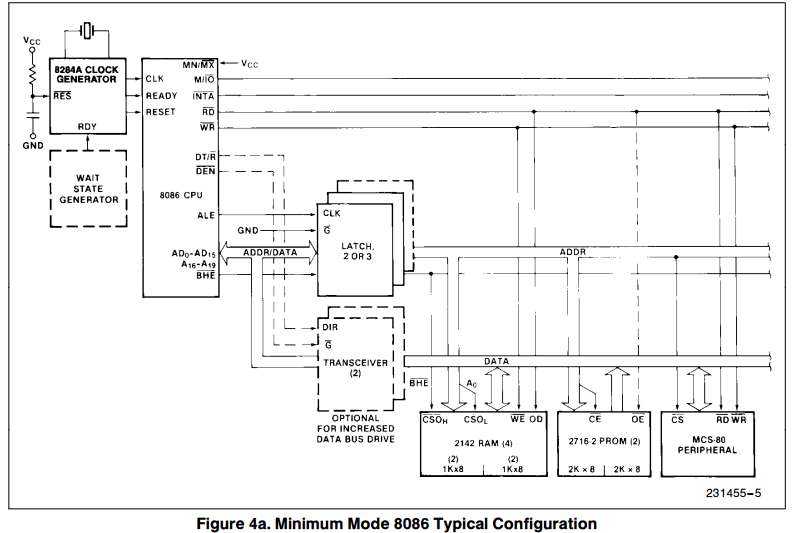 VCC
8284A CLOCK
GENERATOR
RES
RDY
GND
WAIT
STATE
GENERATOR
CLK
READY
RESET
8086 CPU
MN/MX
VCC
M/IO
INTA
RD
WR
DT/R
DEN
ALE
AD0-AD15
A16-A19
BHE
GND
ADDR/DATA
CLK
G
LATCH,
2 OR 3
ADDR
DIR
G
TRANSCEIVER
(2)
OPTIONAL
FOR INCREASED
DATA BUS DRIVE
DATA
BHE
A0
CSOH CSOL WE OD
2142 RAM (4)
(2) (2)
1Kx8 1Kx8
CE OE
2716-2 PROM (2)
2K × 8 2K × 8
CS RD WR
MCS-80
PERIPHERAL
231455–5
Figure 4a. Minimum Mode 8086 Typical Configuration